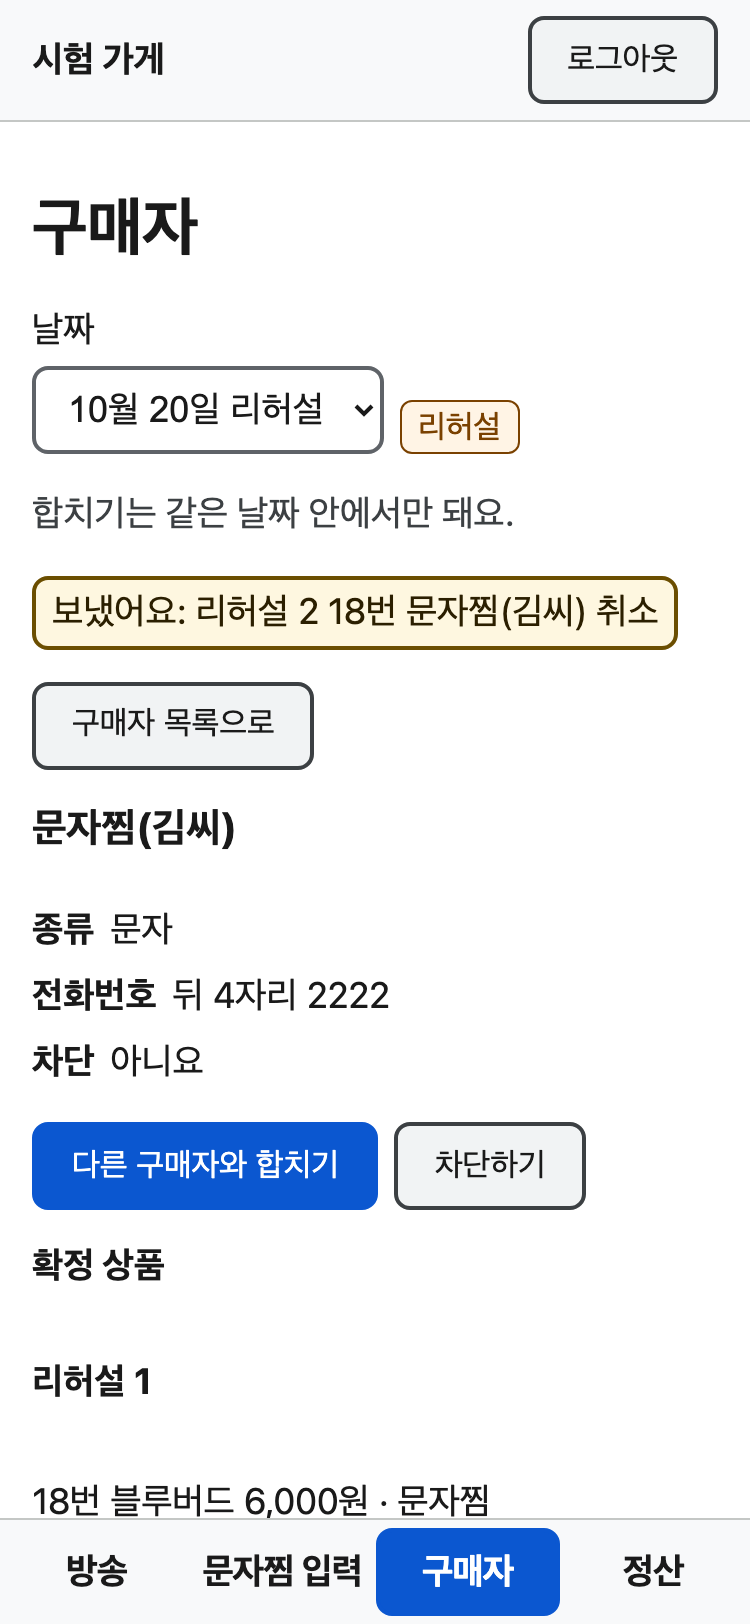 시험 가게
로그아웃
구매자
날짜
10월 20일 리허설
리허설
합치기는 같은 날짜 안에서만 돼요.
보냈어요: 리허설 2 18번 문자찜(김씨) 취소
구매자 목록으로
문자찜(김씨)
종류 문자
전화번호 뒤 4자리 2222
차단 아니요
다른 구매자와 합치기
차단하기
확정 상품
리허설 1
18번 블루버드 6,000원 · 문자찜
방송
문자찜 입력
구매자
정산